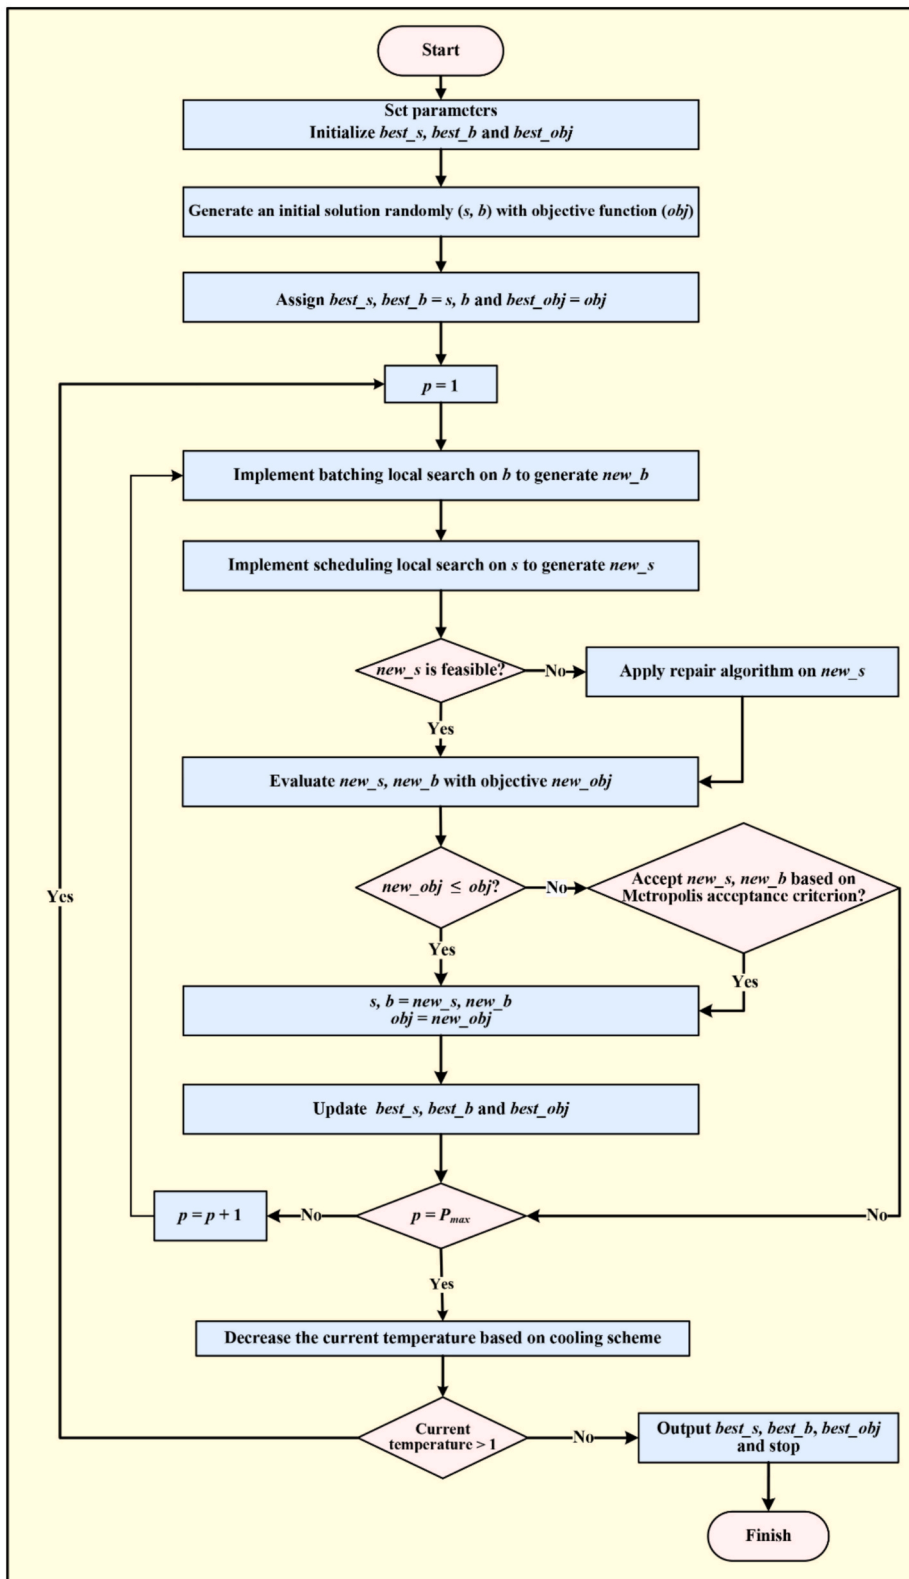 Start
Set parameters
Initialize best_s, best_b and best_obj
Generate an initial solution randomly (s, b) with objective function (obj)
Assign best_s, best_b = s, b and best_obj = obj
p = 1
Implement batching local search on b to generate new_b
Implement scheduling local search on s to generate new_s
new_s is feasible?
No
Apply repair algorithm on new_s
Yes
Evaluate new_s, new_b with objective new_obj
new_obj ≤ obj?
No
Accept new_s, new_b based on
Metropolis acceptance criterion?
Yes
Yes
Yes
s, b = new_s, new_b
obj = new_obj
Update best_s, best_b and best_obj
p = p + 1
No
p = Pmax
No
Yes
Decrease the current temperature based on cooling scheme
Current
temperature > 1
No
Output best_s, best_b, best_obj
and stop
Finish